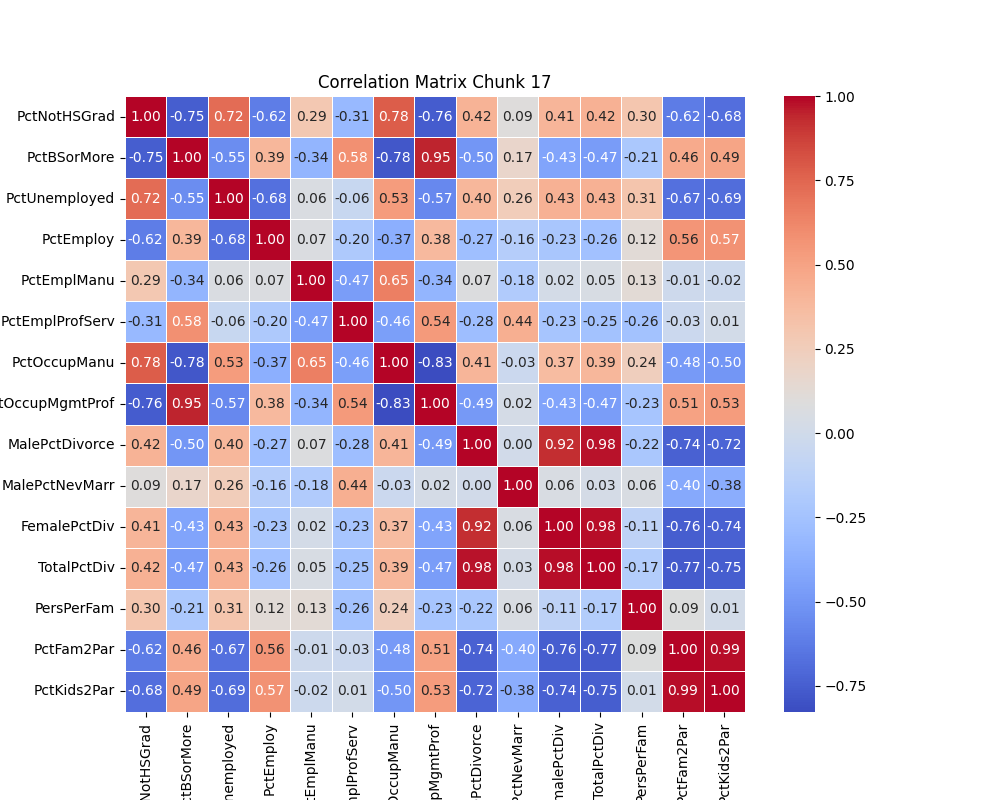 Correlation Matrix Chunk 17
PctNotHSGrad 1.00 -0.75 0.72 -0.62 0.29 -0.31 0.78 -0.76 0.42 0.09 0.41 0.42 0.30 -0.62 -0.68
PctBSorMore -0.75 1.00 -0.55 0.39 -0.34 0.58 -0.78 0.95 -0.50 0.17 -0.43 -0.47 -0.21 0.46 0.49
PctUnemployed 0.72 -0.55 1.00 -0.68 0.06 -0.06 0.53 -0.57 0.40 0.26 0.43 0.43 0.31 -0.67 -0.69
PctEmploy -0.62 0.39 -0.68 1.00 0.07 -0.20 -0.37 0.38 -0.27 -0.16 -0.23 -0.26 0.12 0.56 0.57
PctEmplManu 0.29 -0.34 0.06 0.07 1.00 -0.47 0.65 -0.34 0.07 -0.18 0.02 0.05 0.13 -0.01 -0.02
PctEmplProfServ -0.31 0.58 -0.06 -0.20 -0.47 1.00 -0.46 0.54 -0.28 0.44 -0.23 -0.25 -0.26 -0.03 0.01
PctOccupManu 0.78 -0.78 0.53 -0.37 0.65 -0.46 1.00 -0.83 0.41 -0.03 0.37 0.39 0.24 -0.48 -0.50
tOccupMgmtProf -0.76 0.95 -0.57 0.38 -0.34 0.54 -0.83 1.00 -0.49 0.02 -0.43 -0.47 -0.23 0.51 0.53
MalePctDivorce 0.42 -0.50 0.40 -0.27 0.07 -0.28 0.41 -0.49 1.00 0.00 0.92 0.98 -0.22 -0.74 -0.72
MalePctNevMarr 0.09 0.17 0.26 -0.16 -0.18 0.44 -0.03 0.02 0.00 1.00 0.06 0.03 0.06 -0.40 -0.38
FemalePctDiv 0.41 -0.43 0.43 -0.23 0.02 -0.23 0.37 -0.43 0.92 0.06 1.00 0.98 -0.11 -0.76 -0.74
TotalPctDiv 0.42 -0.47 0.43 -0.26 0.05 -0.25 0.39 -0.47 0.98 0.03 0.98 1.00 -0.17 -0.77 -0.75
PersPerFam 0.30 -0.21 0.31 0.12 0.13 -0.26 0.24 -0.23 -0.22 0.06 -0.11 -0.17 1.00 0.09 0.01
PctFam2Par -0.62 0.46 -0.67 0.56 -0.01 -0.03 -0.48 0.51 -0.74 -0.40 -0.76 -0.77 0.09 1.00 0.99
PctKids2Par -0.68 0.49 -0.69 0.57 -0.02 0.01 -0.50 0.53 -0.72 -0.38 -0.74 -0.75 0.01 0.99 1.00
NotHSGrad
ctBSorMore
nemployed
PctEmploy
tEmplManu
nplProfServ
OccupManu
pMgmtProf
PctDivorce
PctNevMarr
malePctDiv
TotalPctDiv
PersPerFam
PctFam2Par
PctKids2Par
1.00
0.75
0.50
0.25
0.00
−0.25
−0.50
−0.75